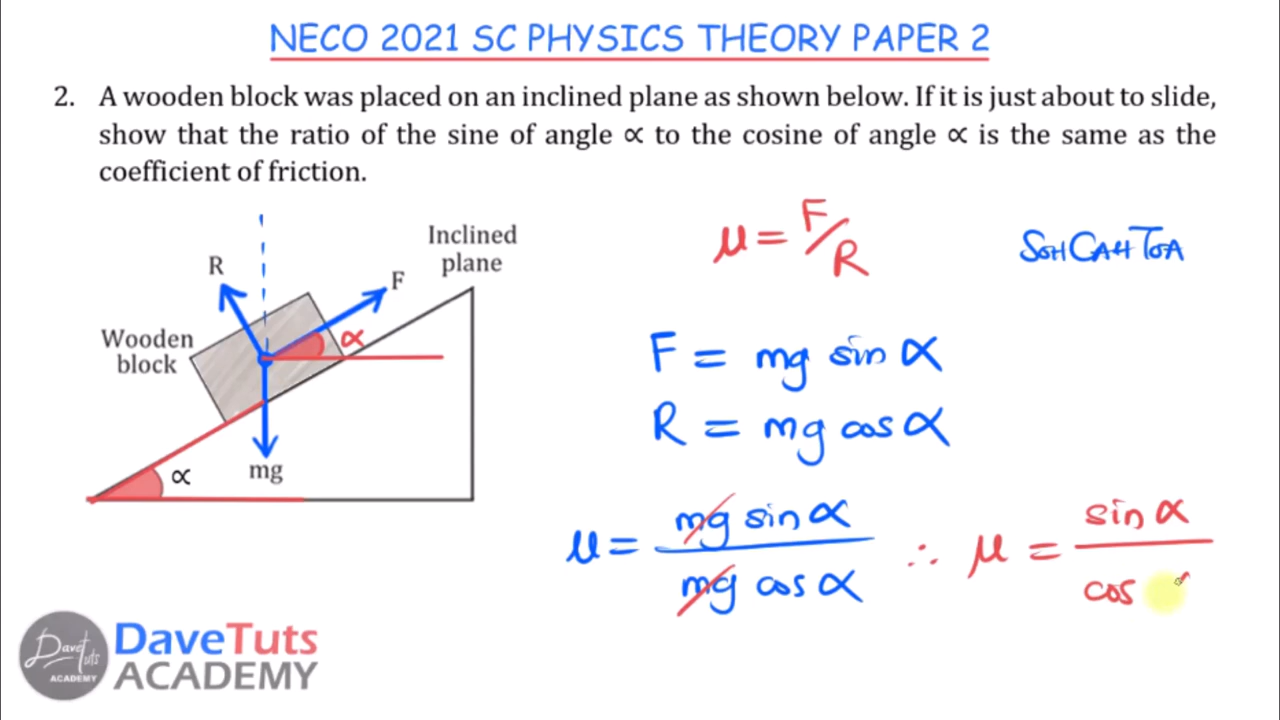 NECO 2021 SC PHYSICS THEORY PAPER 2
2. A wooden block was placed on an inclined plane as shown below. If it is just about to slide,
show that the ratio of the sine of angle ∝ to the cosine of angle ∝ is the same as the
coefficient of friction.
Inclined
plane
R
F
Wooden
block
∝
∝
mg
μ = F/R
SOHCAHTOA
F = mg sin ∝
R = mg cos ∝
μ = mg sin ∝
mg cos ∝
∴ μ = sin ∝
cos
Dave Tuts ACADEMY
DaveTuts
ACADEMY